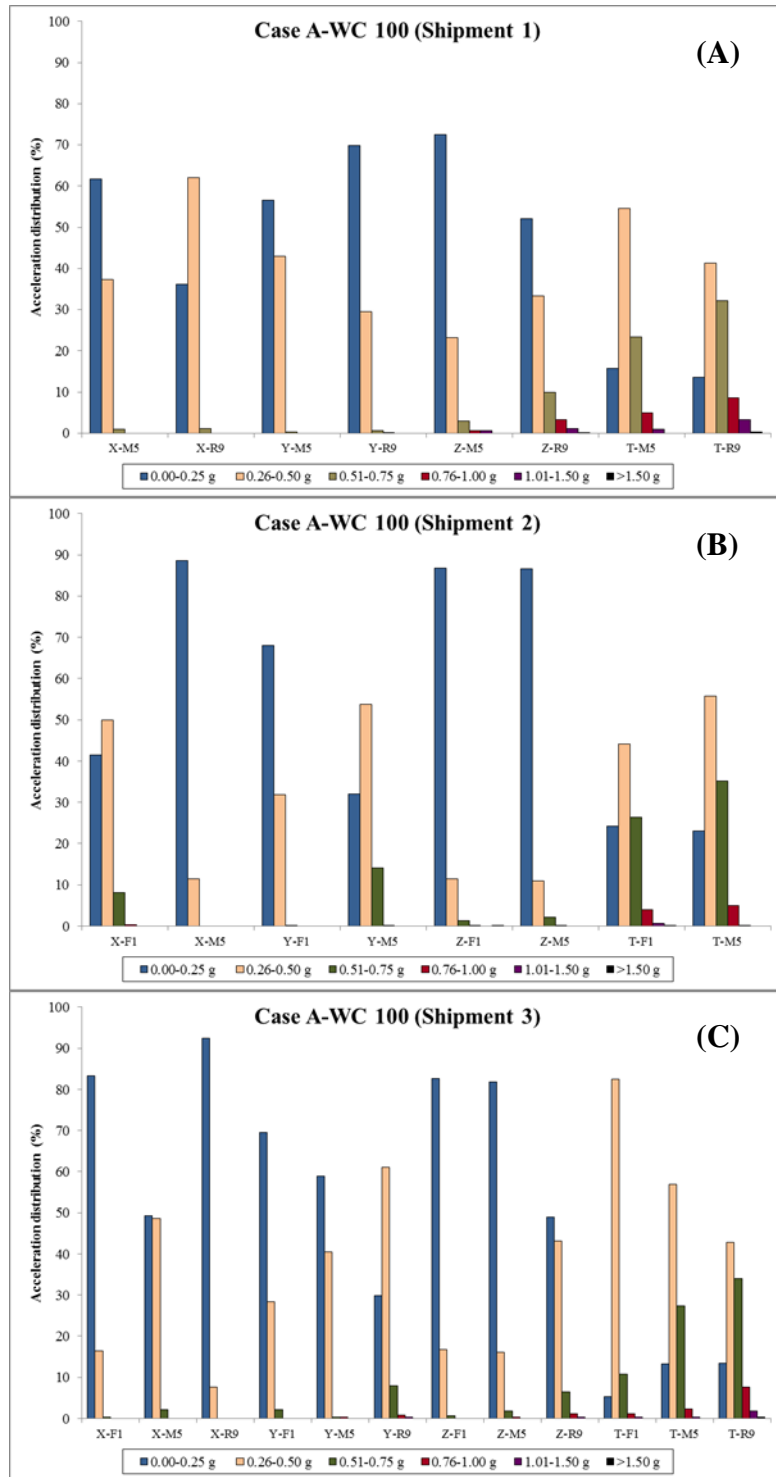 Case A-WC 100 (Shipment 1)
(A)
Acceleration distribution (%)
100
90
80
70
60
50
40
30
20
10
0
X-M5 X-R9 Y-M5 Y-R9 Z-M5 Z-R9 T-M5 T-R9
0.00-0.25 g 0.26-0.50 g 0.51-0.75 g 0.76-1.00 g 1.01-1.50 g >1.50 g
Case A-WC 100 (Shipment 2)
(B)
Acceleration distribution (%)
100
90
80
70
60
50
40
30
20
10
0
X-F1 X-M5 Y-F1 Y-M5 Z-F1 Z-M5 T-F1 T-M5
0.00-0.25 g 0.26-0.50 g 0.51-0.75 g 0.76-1.00 g 1.01-1.50 g >1.50 g
Case A-WC 100 (Shipment 3)
(C)
Acceleration distribution (%)
100
90
80
70
60
50
40
30
20
10
0
X-F1 X-M5 X-R9 Y-F1 Y-M5 Y-R9 Z-F1 Z-M5 Z-R9 T-F1 T-M5 T-R9
0.00-0.25 g 0.26-0.50 g 0.51-0.75 g 0.76-1.00 g 1.01-1.50 g >1.50 g